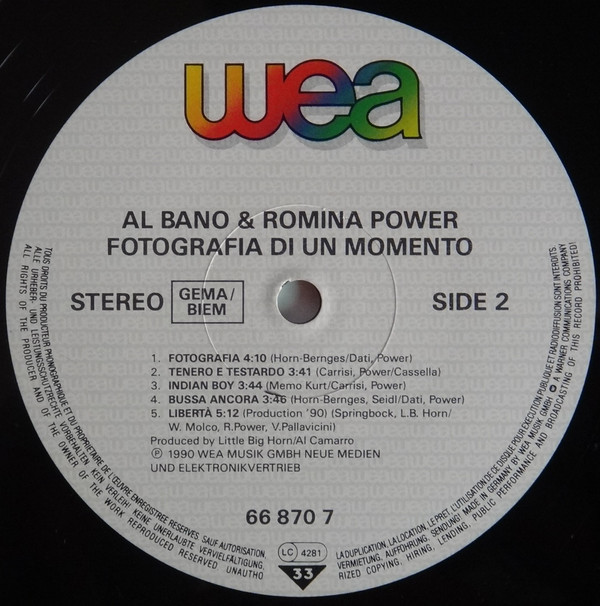 wea
AL BANO & ROMINA POWER
FOTOGRAFIA DI UN MOMENTO
STEREO GEMA/ BIEM SIDE 2
1. FOTOGRAFIA 4:10 (Horn-Bernges/Dati, Power)
2. TENERO E TESTARDO 3:41 (Carrisi, Power/Cassella)
3. INDIAN BOY 3:44 (Memo Kurt/Carrisi, Power)
4. BUSSA ANCORA 3:46 (Horn-Bernges, Seidl/Dati, Power)
5. LIBERTÀ 5:12 (Production '90) (Springbock, L.B. Horn/
W. Molco, R.Power, V.Pallavicini)
Produced by Little Big Horn/Al Camarro
℗ 1990 WEA MUSIK GMBH NEUE MEDIEN
UND ELEKTRONIKVERTRIEB
66 870 7
LC 4281
33
TOUS DROITS DU PRODUCTEUR PHONOGRAPHIQUE ET DU PROPRIETAIRE DE L'ŒUVRE ENREGISTREE RESERVES. SAUF AUTORISATION,
LA DUPLICATION, LA LOCATION, LE PRET, L'UTILISATION DE CE DISQUE POUR EXECUTION PUBLIQUE ET RADIODIFFUSION SONT INTERDITS
ALLE URHEBER- UND LEISTUNGSSCHUTZRECHTE VORBEHALTEN. KEIN VERLEIH! KEINE UNERLAUBTE VERVIELFÄLTIGUNG,
VERMIETUNG, AUFFÜHRUNG, SENDUNG! MADE IN GERMANY BY WEA MUSIK GMBH A WARNER COMMUNICATIONS COMPANY
ALL RIGHTS OF THE PRODUCER AND OF THE OWNER OF THE WORK REPRODUCED RESERVED UNAUTHO
RIZED COPYING, HIRING, LENDING, PUBLIC PERFORMANCE AND BROADCASTING OF THIS RECORD PROHIBITED!